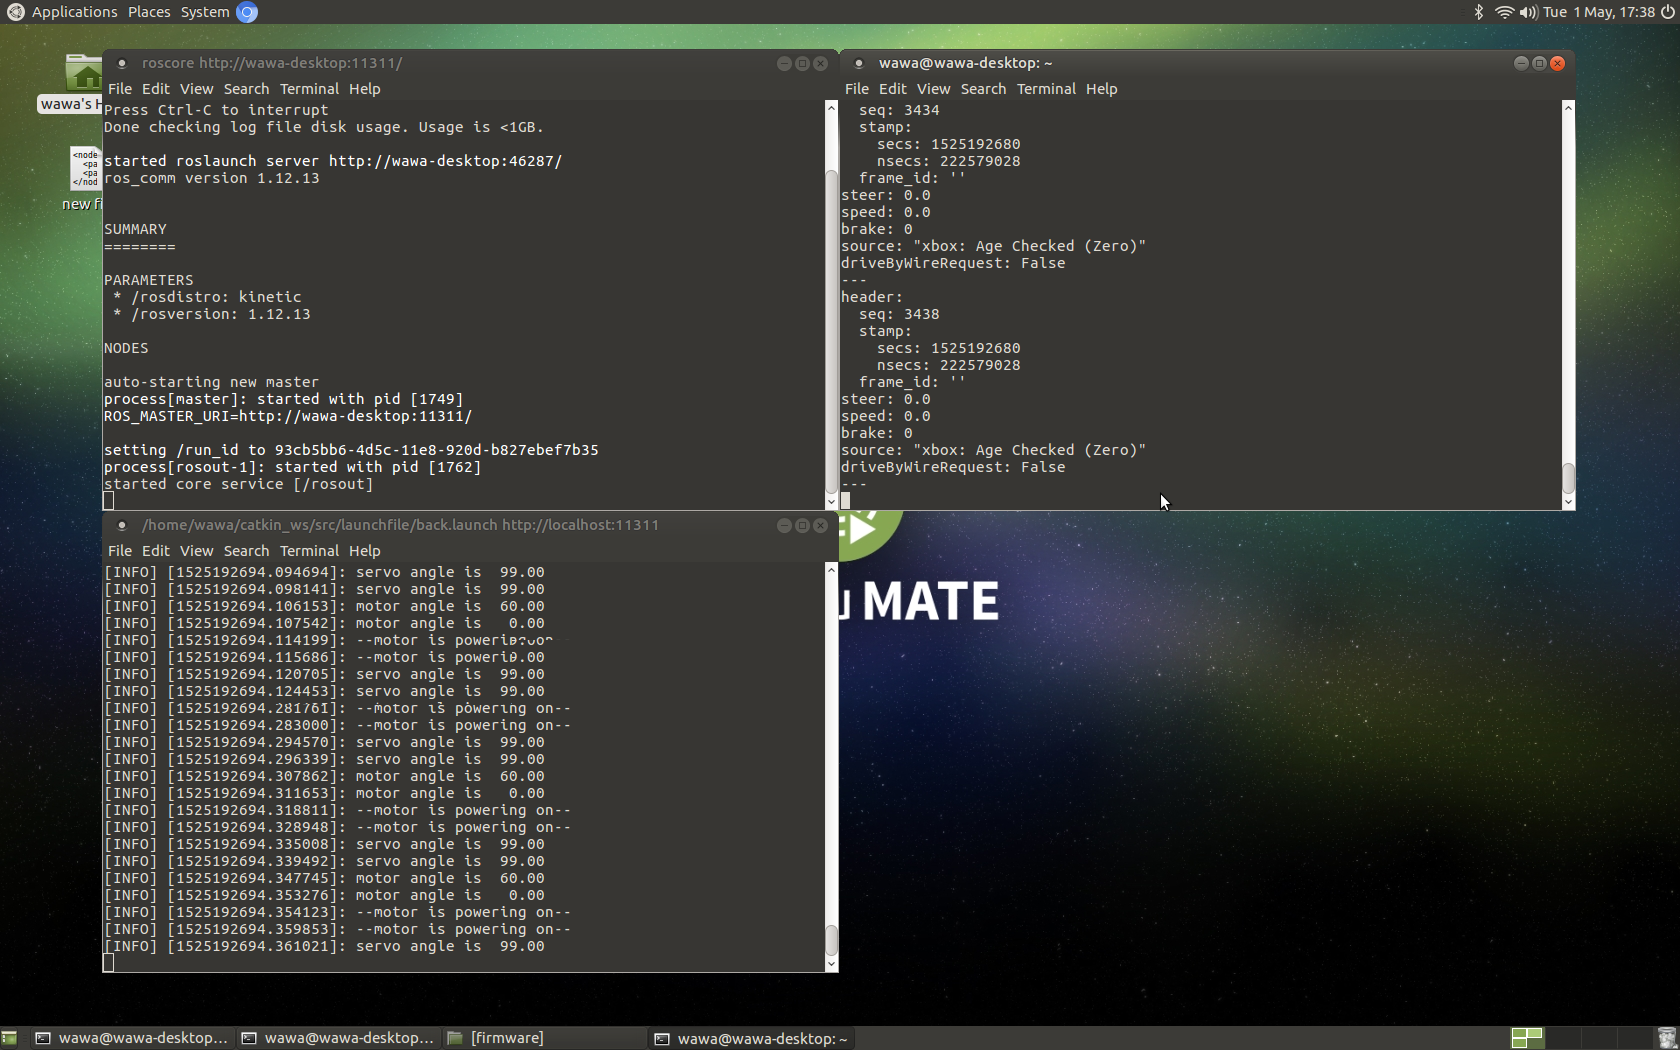 Applications Places System
Tue 1 May, 17:38
wawa's H
<node
<pa
<pa
</nod
new fi
roscore http://wawa-desktop:11311/
File Edit View Search Terminal Help
Press Ctrl-C to interrupt
Done checking log file disk usage. Usage is <1GB.
started roslaunch server http://wawa-desktop:46287/
ros_comm version 1.12.13
SUMMARY
========
PARAMETERS
* /rosdistro: kinetic
* /rosversion: 1.12.13
NODES
auto-starting new master
process[master]: started with pid [1749]
ROS_MASTER_URI=http://wawa-desktop:11311/
setting /run_id to 93cb5bb6-4d5c-11e8-920d-b827ebef7b35
process[rosout-1]: started with pid [1762]
started core service [/rosout]
wawa@wawa-desktop: ~
File Edit View Search Terminal Help
seq: 3434
stamp:
secs: 1525192680
nsecs: 222579028
frame_id: ''
steer: 0.0
speed: 0.0
brake: 0
source: "xbox: Age Checked (Zero)"
driveByWireRequest: False
---
header:
seq: 3438
stamp:
secs: 1525192680
nsecs: 222579028
frame_id: ''
steer: 0.0
speed: 0.0
brake: 0
source: "xbox: Age Checked (Zero)"
driveByWireRequest: False
---
/home/wawa/catkin_ws/src/launchfile/back.launch http://localhost:11311
File Edit View Search Terminal Help
[INFO] [1525192694.094694]: servo angle is 99.00
[INFO] [1525192694.098141]: servo angle is 99.00
[INFO] [1525192694.106153]: motor angle is 60.00
[INFO] [1525192694.107542]: motor angle is 0.00
[INFO] [1525192694.114199]: --motor is powering on--
[INFO] [1525192694.115686]: --motor is poweri9.00
[INFO] [1525192694.120705]: servo angle is 99.00
[INFO] [1525192694.124453]: servo angle is 99.00
[INFO] [1525192694.281761]: --motor is powering on--
[INFO] [1525192694.283000]: --motor is powering on--
[INFO] [1525192694.294570]: servo angle is 99.00
[INFO] [1525192694.296339]: servo angle is 99.00
[INFO] [1525192694.307862]: motor angle is 60.00
[INFO] [1525192694.311653]: motor angle is 0.00
[INFO] [1525192694.318811]: --motor is powering on--
[INFO] [1525192694.328948]: --motor is powering on--
[INFO] [1525192694.335008]: servo angle is 99.00
[INFO] [1525192694.339492]: servo angle is 99.00
[INFO] [1525192694.347745]: motor angle is 60.00
[INFO] [1525192694.353276]: motor angle is 0.00
[INFO] [1525192694.354123]: --motor is powering on--
[INFO] [1525192694.359853]: --motor is powering on--
[INFO] [1525192694.361021]: servo angle is 99.00
MATE
wawa@wawa-desktop... wawa@wawa-desktop... [firmware] wawa@wawa-desktop: ~